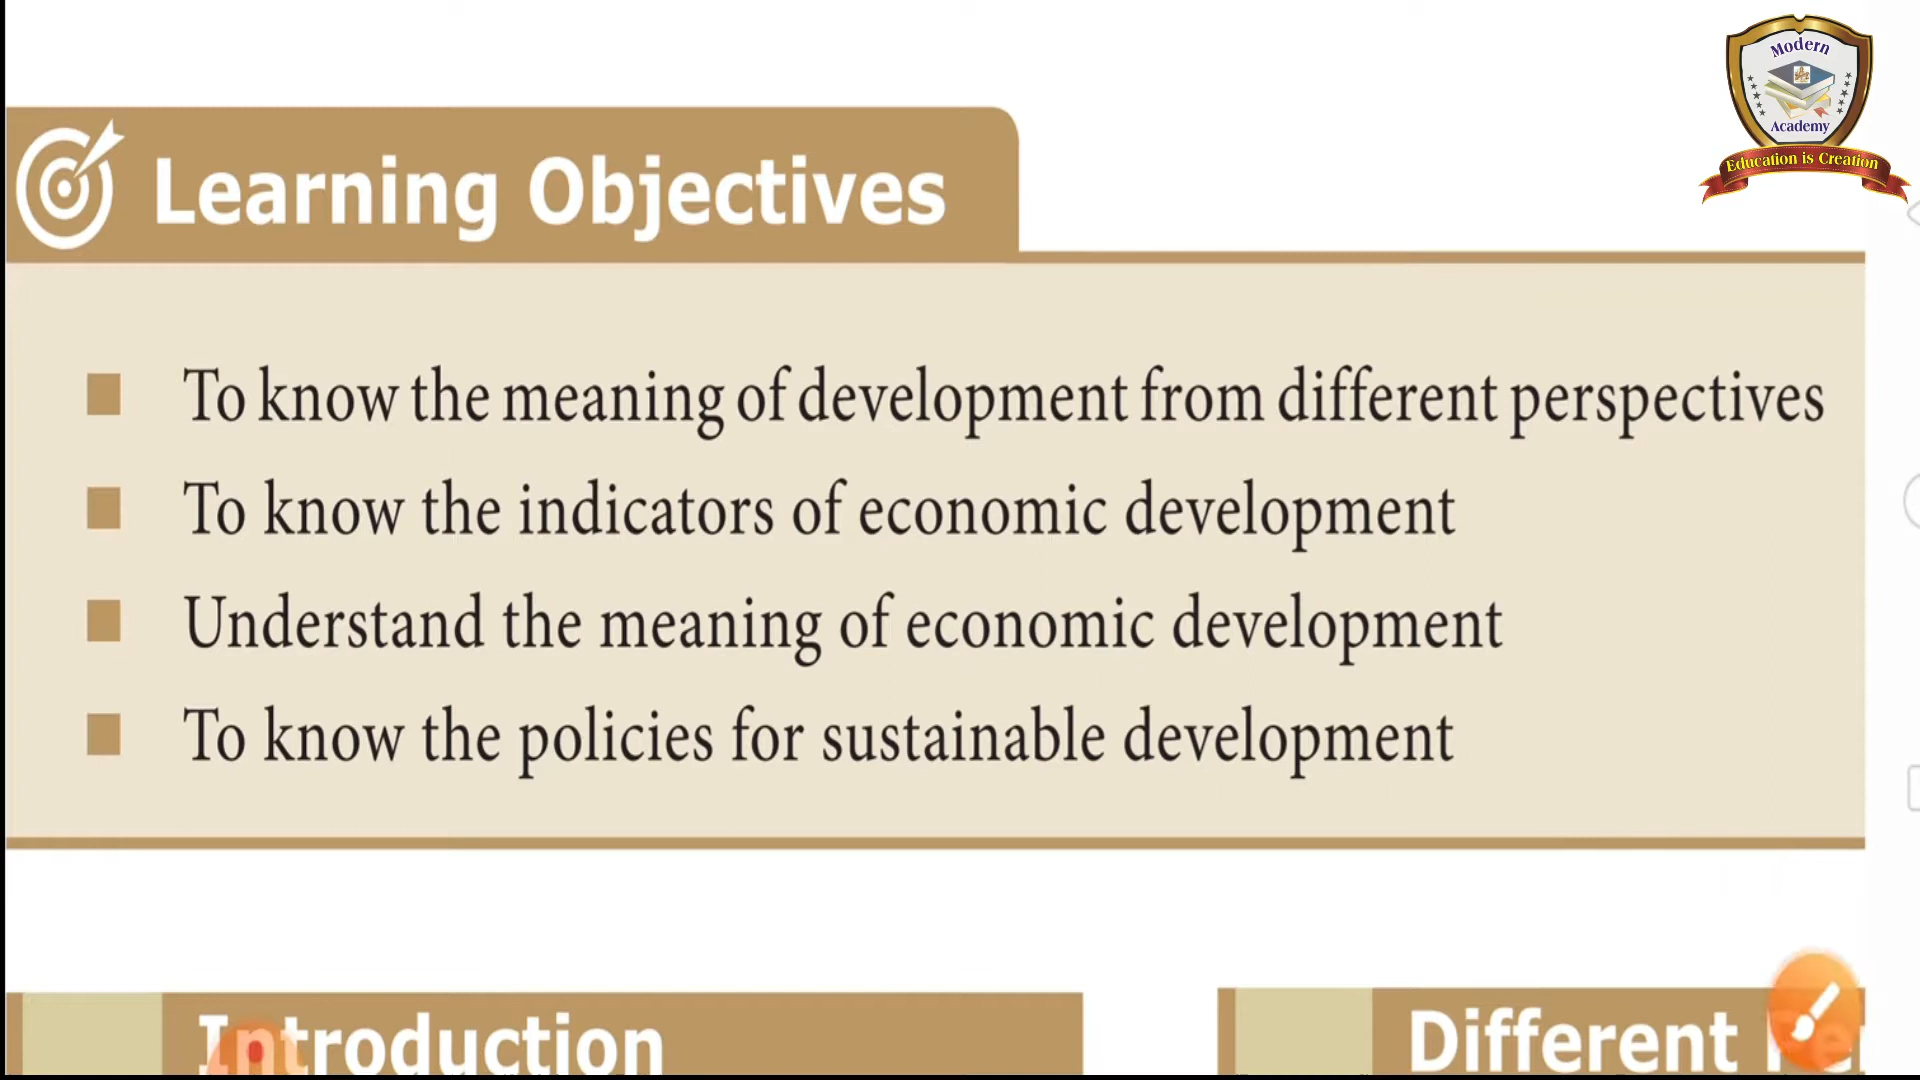 Modern
Academy
Education is Creation
Learning Objectives
To know the meaning of development from different perspectives
To know the indicators of economic development
Understand the meaning of economic development
To know the policies for sustainable development
Introduction
Different